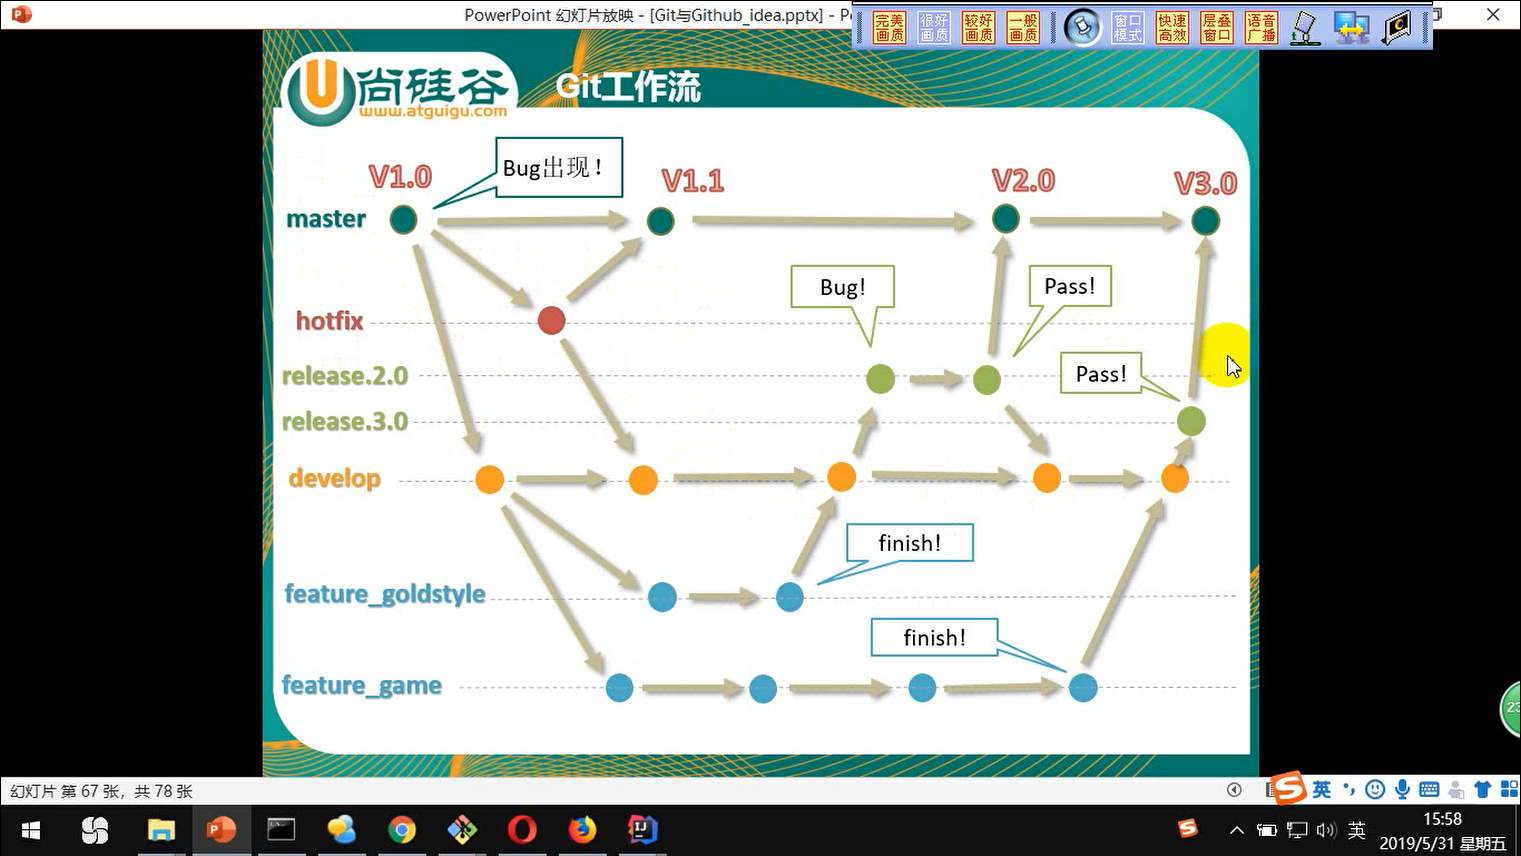 PowerPoint 幻灯片放映 - [Git与Github_idea.pptx] - P
完美画质
很好画质
较好画质
一般画质
窗口模式
快速高效
层叠窗口
语音广播
尚硅谷
www.atguigu.com
Git工作流
Bug出现！
V1.0
V1.1
V2.0
V3.0
master
Bug!
Pass!
hotfix
release.2.0
Pass!
release.3.0
develop
finish!
feature_goldstyle
finish!
feature_game
23
幻灯片 第 67 张，共 78 张
英
英
15:58
2019/5/31 星期五